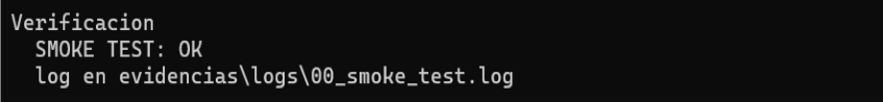 Verificacion
SMOKE TEST: OK
log en evidencias\logs\00_smoke_test.log